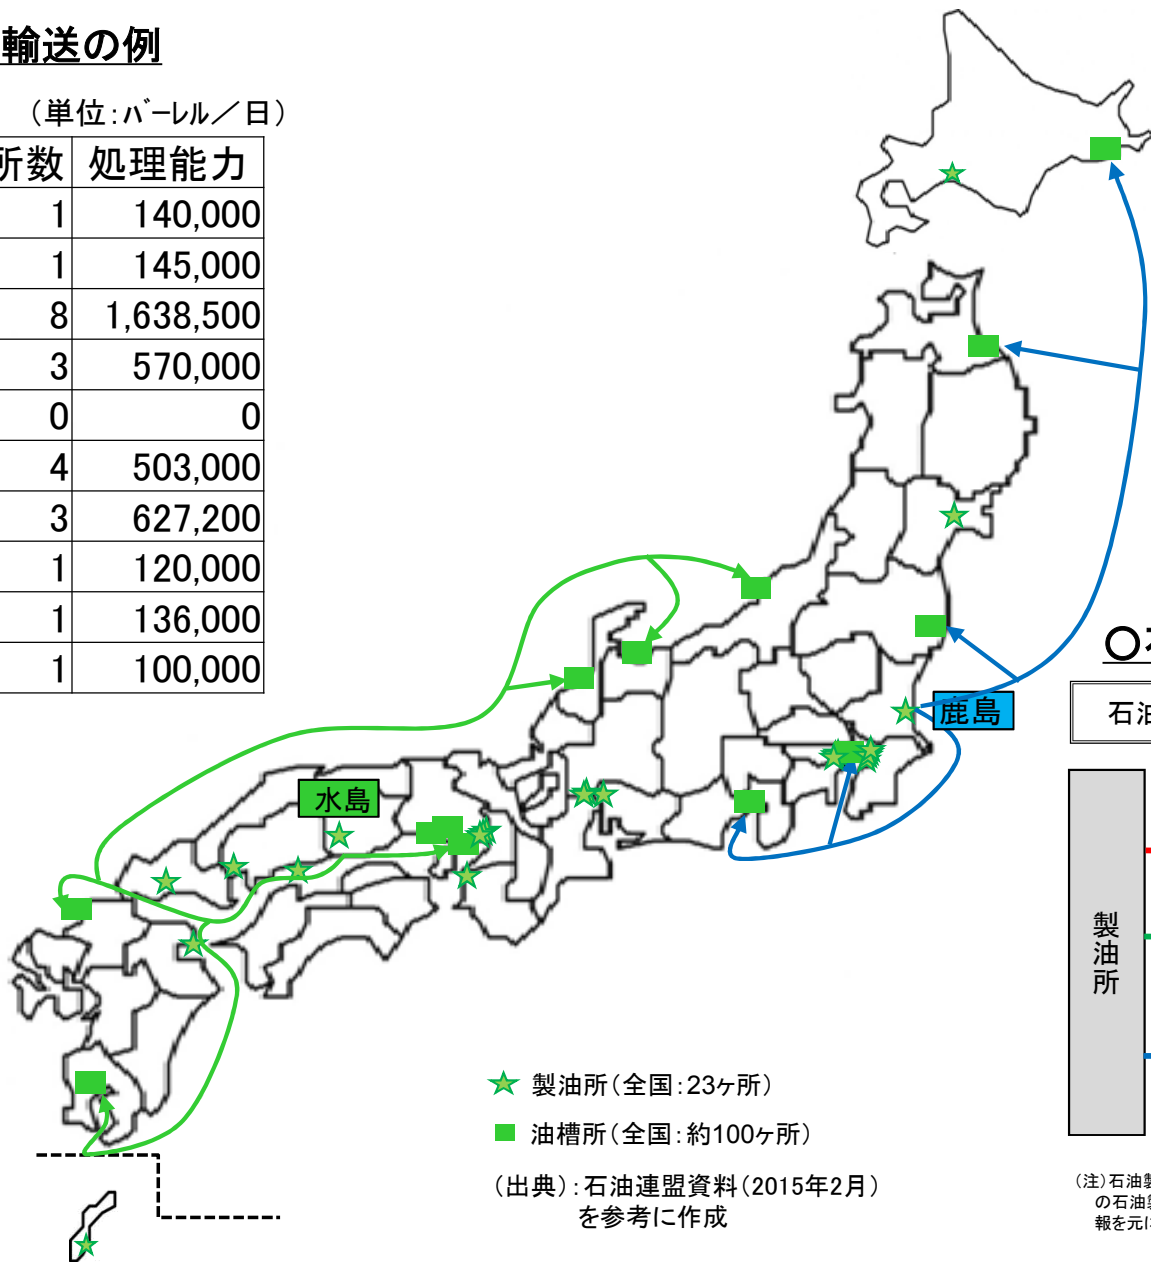 輸送の例
（単位：ﾊﾞｰﾚﾙ／日）
所数 処理能力
1 140,000
1 145,000
8 1,638,500
3 570,000
0 0
4 503,000
3 627,200
1 120,000
1 136,000
1 100,000
鹿島
水島
石油
製油所
製油所（全国：23ヶ所）
油槽所（全国：約100ヶ所）
（出典）：石油連盟資料（2015年2月）
を参考に作成
（注）石油製
の石油製
報を元に